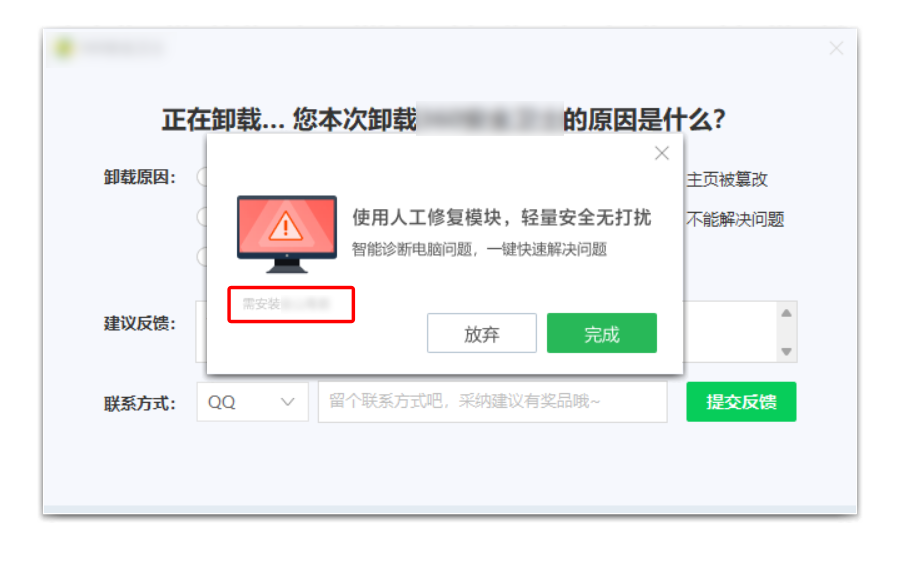 正在卸载... 您本次卸载 的原因是什么?
卸载原因:
主页被篡改
不能解决问题
使用人工修复模块，轻量安全无打扰
智能诊断电脑问题，一键快速解决问题
需安装
放弃
完成
建议反馈:
联系方式:
QQ
留个联系方式吧，采纳建议有奖品哦~
提交反馈